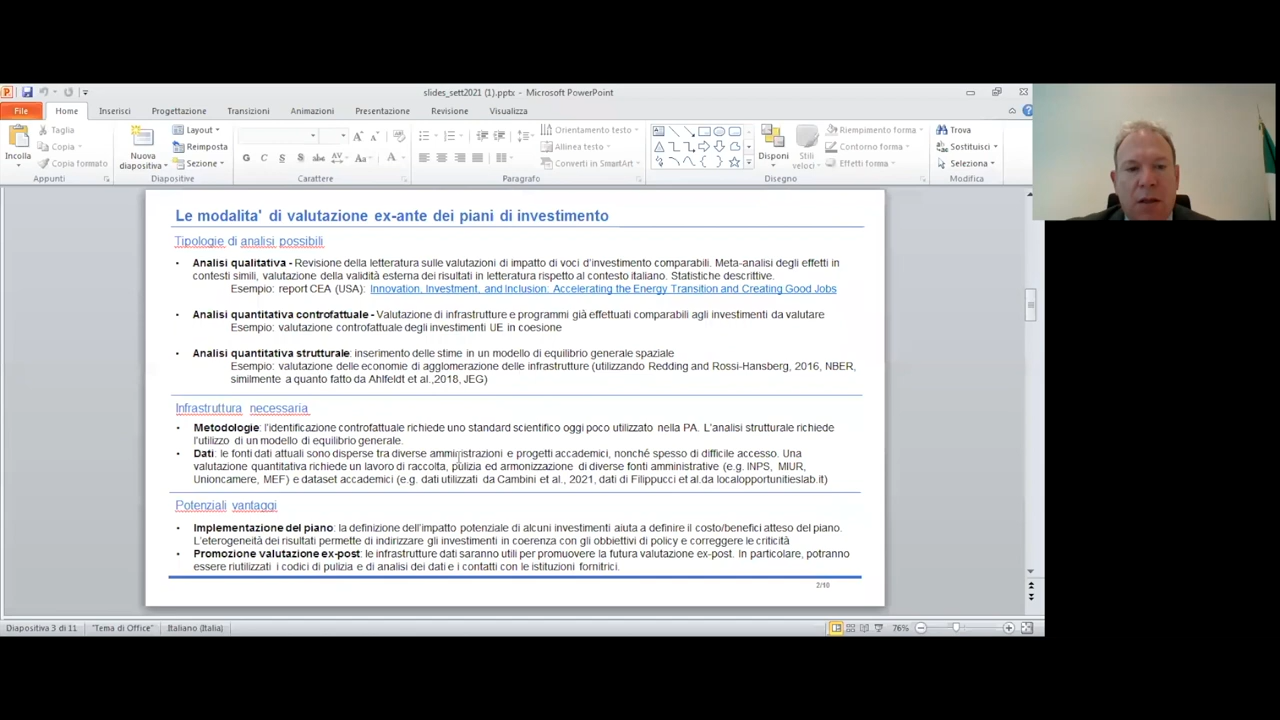 slides_sett2021 (1).pptx - Microsoft PowerPoint
File Home Inserisci Progettazione Transizioni Animazioni Presentazione Revisione Visualizza
Incolla
Taglia
Copia
Copia formato
Appunti
Nuova diapositiva
Layout
Reimposta
Sezione
Diapositive
G C S S abc AV Aa A
Carattere
Paragrafo
Orientamento testo
Allinea testo
Converti in SmartArt
Disegno
Disponi
Stili veloci
Riempimento forma
Contorno forma
Effetti forma
Trova
Sostituisci
Seleziona
Modifica
Le modalita' di valutazione ex-ante dei piani di investimento
Tipologie di analisi possibili
• Analisi qualitativa - Revisione della letteratura sulle valutazioni di impatto di voci d'investimento comparabili. Meta-analisi degli effetti in
contesti simili, valutazione della validità esterna dei risultati in letteratura rispetto al contesto italiano. Statistiche descrittive.
Esempio: report CEA (USA): Innovation, Investment, and Inclusion: Accelerating the Energy Transition and Creating Good Jobs
• Analisi quantitativa controfattuale - Valutazione di infrastrutture e programmi già effettuati comparabili agli investimenti da valutare
Esempio: valutazione controfattuale degli investimenti UE in coesione
• Analisi quantitativa strutturale: inserimento delle stime in un modello di equilibrio generale spaziale
Esempio: valutazione delle economie di agglomerazione delle infrastrutture (utilizzando Redding and Rossi-Hansberg, 2016, NBER,
similmente a quanto fatto da Ahlfeldt et al.,2018, JEG)
Infrastruttura necessaria
• Metodologie: l'identificazione controfattuale richiede uno standard scientifico oggi poco utilizzato nella PA. L'analisi strutturale richiede
l'utilizzo di un modello di equilibrio generale.
• Dati: le fonti dati attuali sono disperse tra diverse amministrazioni e progetti accademici, nonché spesso di difficile accesso. Una
valutazione quantitativa richiede un lavoro di raccolta, pulizia ed armonizzazione di diverse fonti amministrative (e.g. INPS, MIUR,
Unioncamere, MEF) e dataset accademici (e.g. dati utilizzati da Cambini et al., 2021, dati di Filippucci et al.da localopportunitieslab.it)
Potenziali vantaggi
• Implementazione del piano: la definizione dell'impatto potenziale di alcuni investimenti aiuta a definire il costo/benefici atteso del piano.
L'eterogeneità dei risultati permette di indirizzare gli investimenti in coerenza con gli obbiettivi di policy e correggere le criticità
• Promozione valutazione ex-post: le infrastrutture dati saranno utili per promuovere la futura valutazione ex-post. In particolare, potranno
essere riutilizzati i codici di pulizia e di analisi dei dati e i contatti con le istituzioni fornitrici.
2/10
Diapositiva 3 di 11 "Tema di Office" Italiano (Italia) 76%